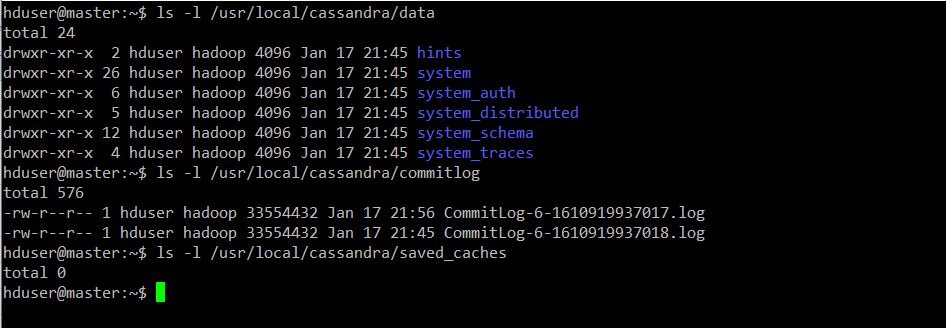 hduser@master:~$ ls -l /usr/local/cassandra/data
total 24
drwxr-xr-x  2 hduser hadoop 4096 Jan 17 21:45 hints
drwxr-xr-x 26 hduser hadoop 4096 Jan 17 21:45 system
drwxr-xr-x  6 hduser hadoop 4096 Jan 17 21:45 system_auth
drwxr-xr-x  5 hduser hadoop 4096 Jan 17 21:45 system_distributed
drwxr-xr-x 12 hduser hadoop 4096 Jan 17 21:45 system_schema
drwxr-xr-x  4 hduser hadoop 4096 Jan 17 21:45 system_traces
hduser@master:~$ ls -l /usr/local/cassandra/commitlog
total 576
-rw-r--r-- 1 hduser hadoop 33554432 Jan 17 21:56 CommitLog-6-1610919937017.log
-rw-r--r-- 1 hduser hadoop 33554432 Jan 17 21:45 CommitLog-6-1610919937018.log
hduser@master:~$ ls -l /usr/local/cassandra/saved_caches
total 0
hduser@master:~$